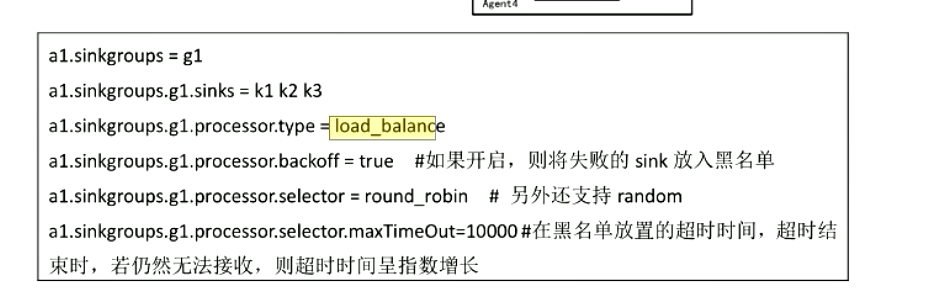 Agent4
a1.sinkgroups = g1
a1.sinkgroups.g1.sinks = k1 k2 k3
a1.sinkgroups.g1.processor.type = load_balance
a1.sinkgroups.g1.processor.backoff = true #如果开启，则将失败的 sink 放入黑名单
a1.sinkgroups.g1.processor.selector = round_robin # 另外还支持 random
a1.sinkgroups.g1.processor.selector.maxTimeOut=10000 #在黑名单放置的超时时间，超时结
束时，若仍然无法接收，则超时时间呈指数增长